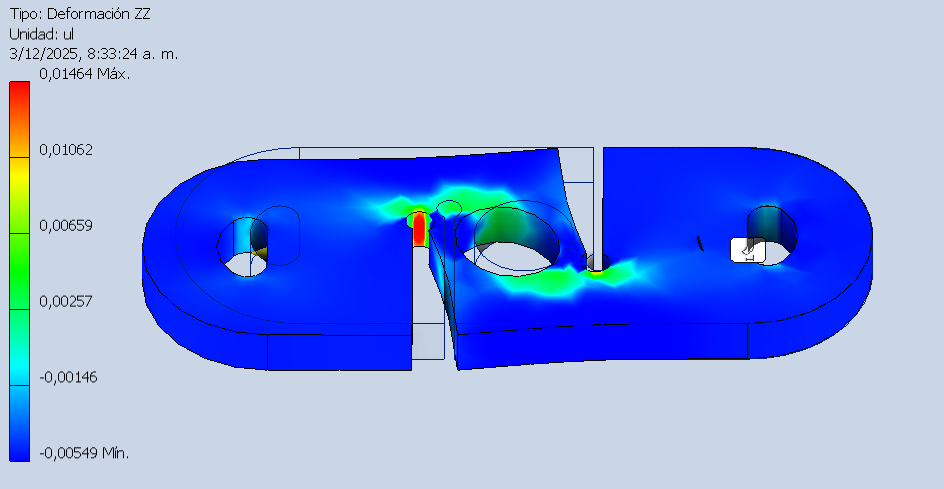 Tipo: Deformación ZZ
Unidad: ul
3/12/2025, 8:33:24 a. m.
0,01464 Máx.
0,01062
0,00659
0,00257
-0,00146
-0,00549 Mín.